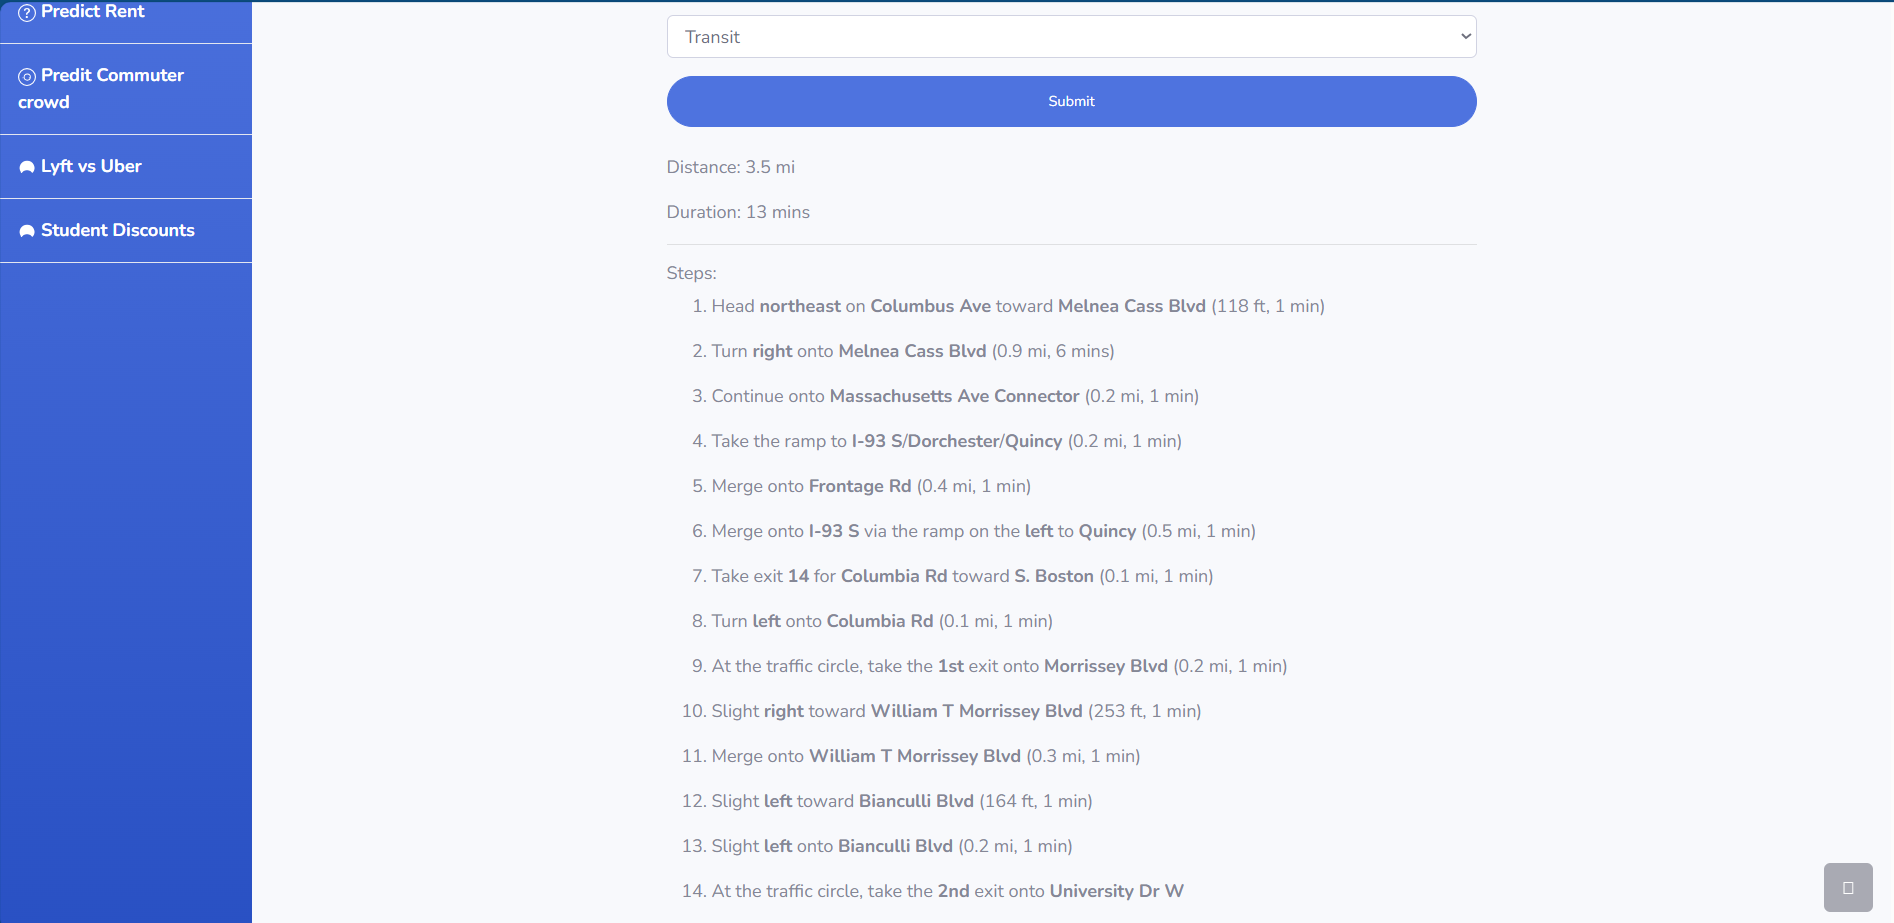 Predict Rent
Predit Commuter
crowd
Lyft vs Uber
Student Discounts
Transit
Submit
Distance: 3.5 mi
Duration: 13 mins
Steps:
1. Head northeast on Columbus Ave toward Melnea Cass Blvd (118 ft, 1 min)
2. Turn right onto Melnea Cass Blvd (0.9 mi, 6 mins)
3. Continue onto Massachusetts Ave Connector (0.2 mi, 1 min)
4. Take the ramp to I-93 S/Dorchester/Quincy (0.2 mi, 1 min)
5. Merge onto Frontage Rd (0.4 mi, 1 min)
6. Merge onto I-93 S via the ramp on the left to Quincy (0.5 mi, 1 min)
7. Take exit 14 for Columbia Rd toward S. Boston (0.1 mi, 1 min)
8. Turn left onto Columbia Rd (0.1 mi, 1 min)
9. At the traffic circle, take the 1st exit onto Morrissey Blvd (0.2 mi, 1 min)
10. Slight right toward William T Morrissey Blvd (253 ft, 1 min)
11. Merge onto William T Morrissey Blvd (0.3 mi, 1 min)
12. Slight left toward Bianculli Blvd (164 ft, 1 min)
13. Slight left onto Bianculli Blvd (0.2 mi, 1 min)
14. At the traffic circle, take the 2nd exit onto University Dr W